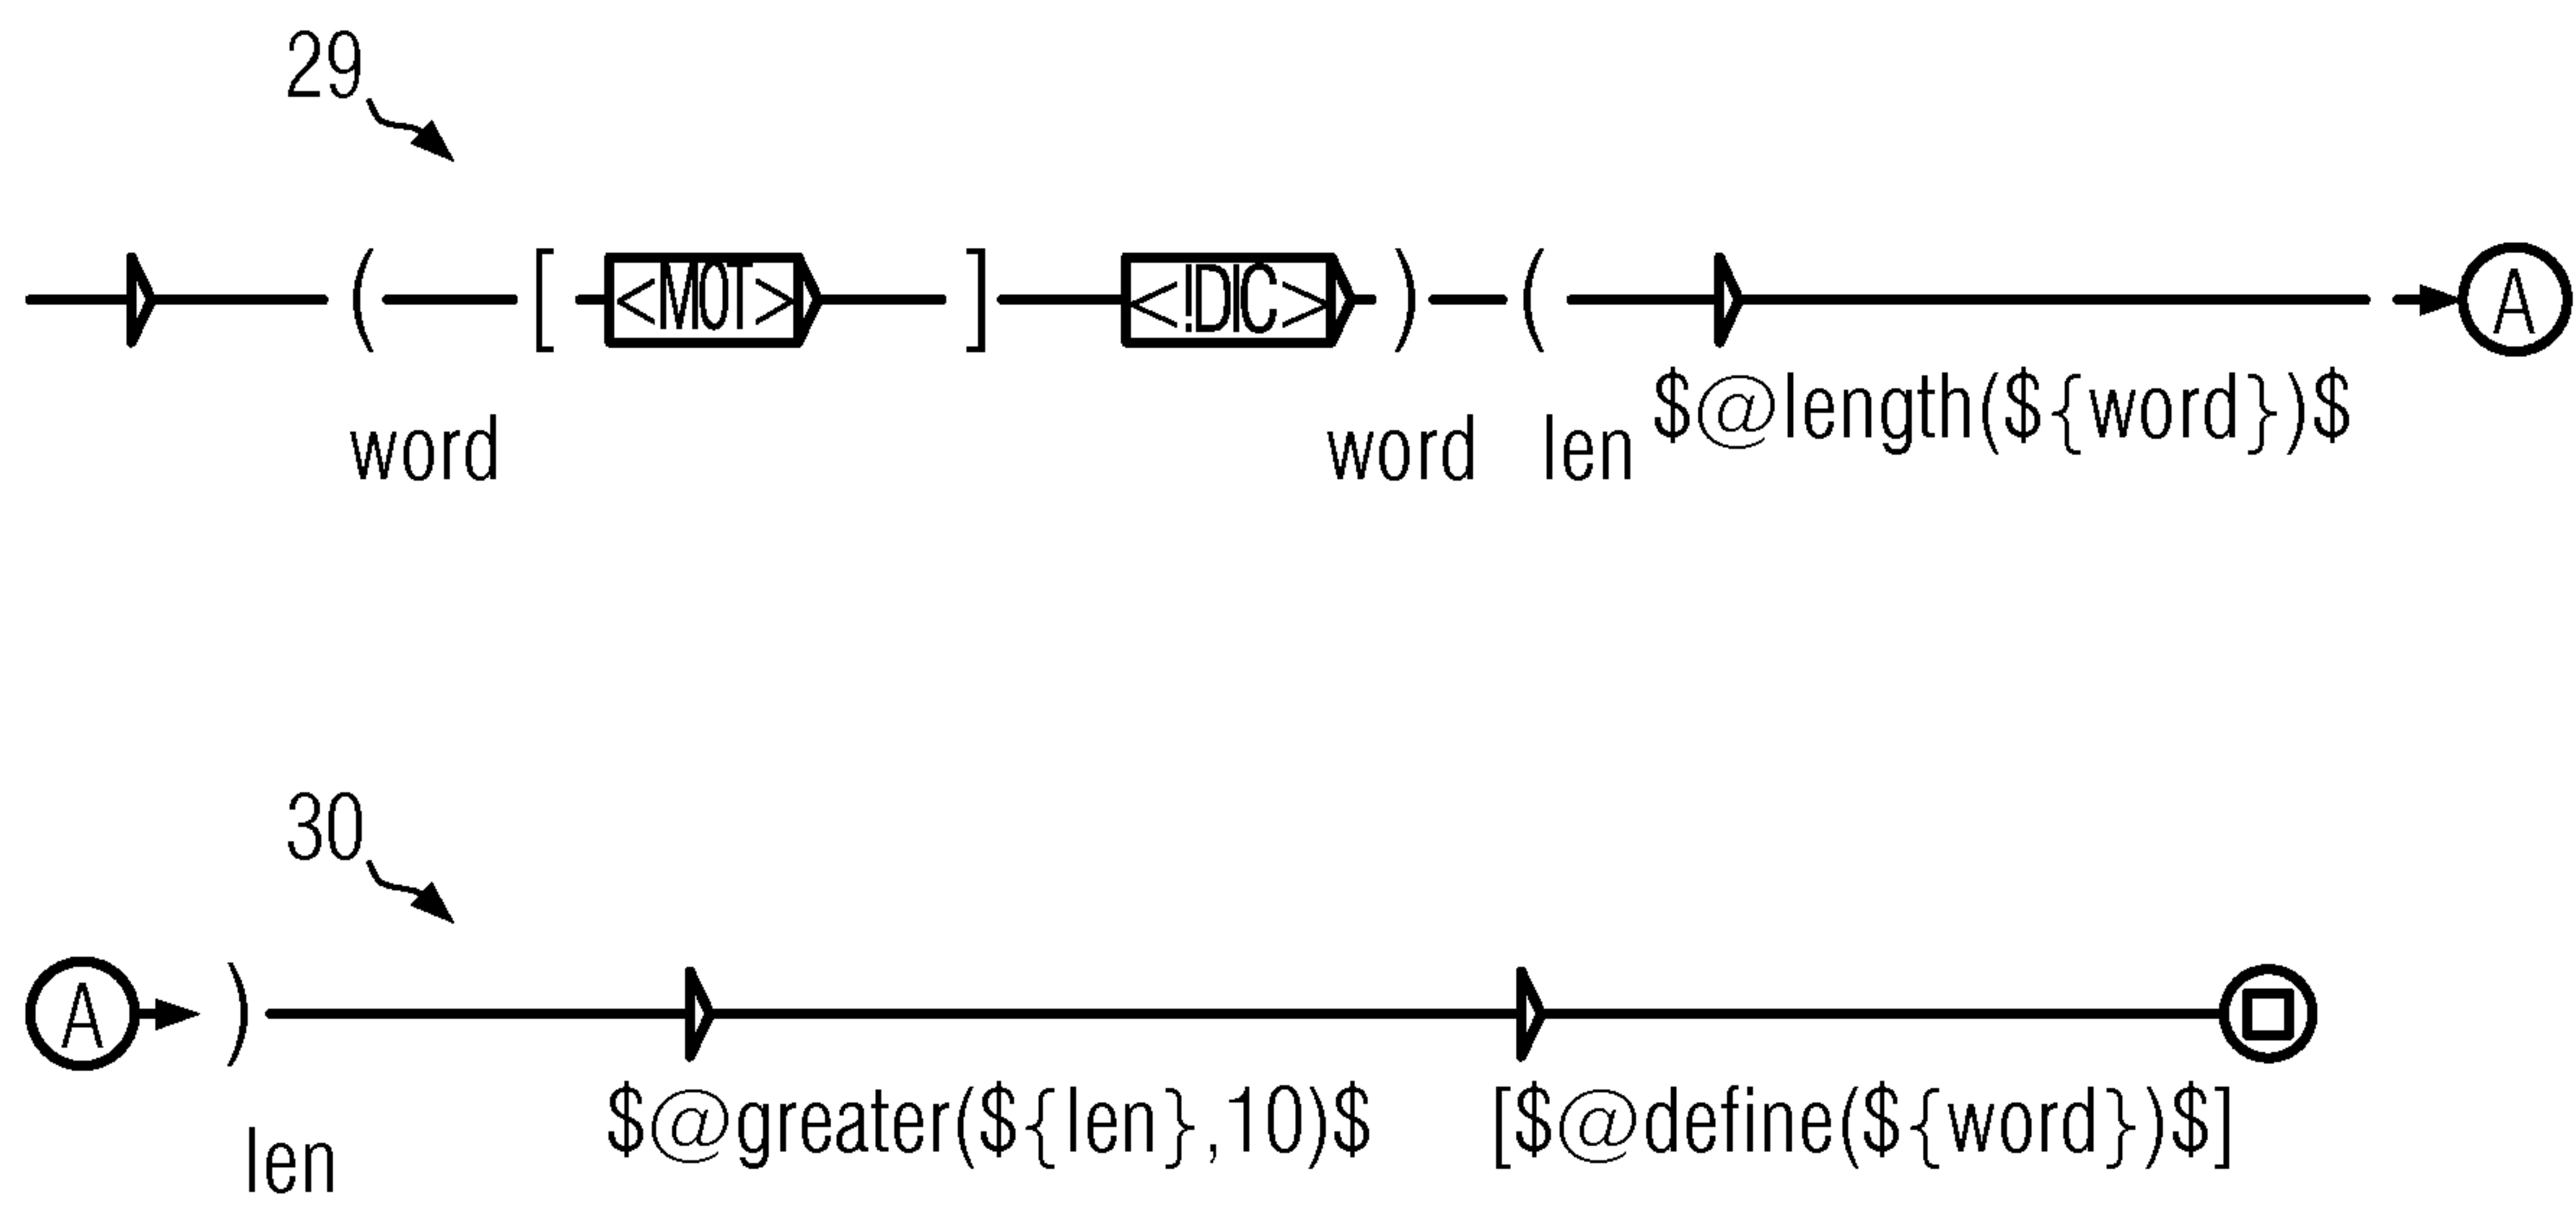 29
( [ <MOT> ] <!DIC> ) ( A
word word len $@length(${word})$
30
A )
len $@greater(${len},10)$ [$@define(${word})$]